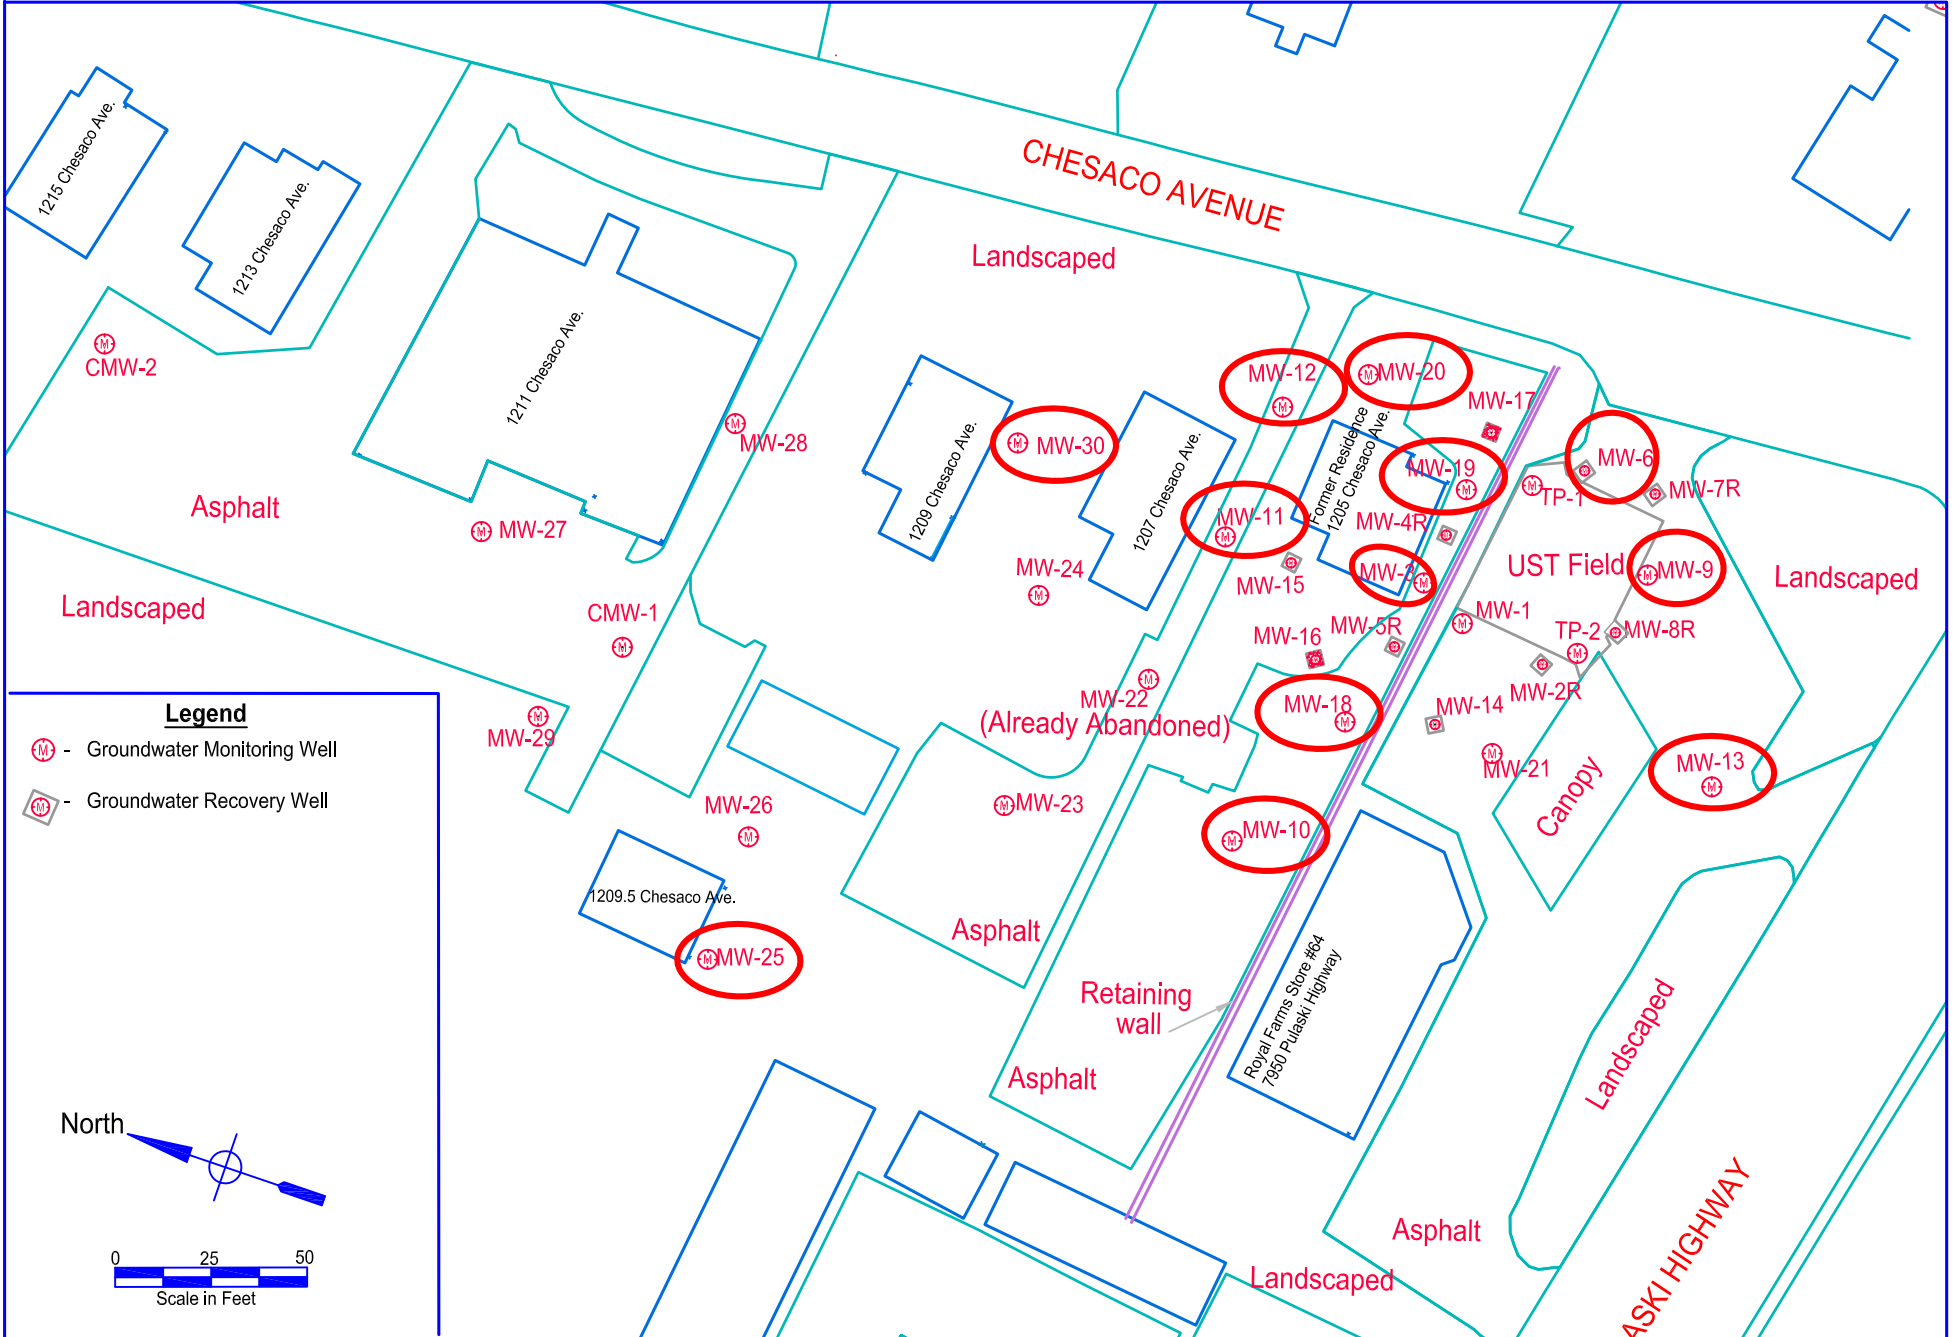 1215 Chesaco Ave.
1213 Chesaco Ave.
CHESACO AVENUE
Landscaped
CMW-2
1211 Chesaco Ave.
MW-28
MW-30
MW-12
MW-20
MW-17
MW-6
MW-7R
TP-1
MW-19
MW-4R
MW-11
MW-15
MW-3
Former Residence
1205 Chesaco Ave.
1209 Chesaco Ave.
1207 Chesaco Ave.
Asphalt
MW-27
MW-24
UST Field
MW-9
Landscaped
Landscaped
CMW-1
MW-1
TP-2
MW-8R
MW-5R
MW-16
MW-2R
MW-22
(Already Abandoned)
MW-18
MW-14
MW-21
MW-13
Canopy
MW-29
MW-26
MW-23
MW-10
1209.5 Chesaco Ave.
MW-25
Asphalt
Retaining
wall
Royal Farms Store #64
7950 Pulaski Highway
Landscaped
Asphalt
Asphalt
Landscaped
ASKI HIGHWAY
Legend
M - Groundwater Monitoring Well
M - Groundwater Recovery Well
North
0 25 50
Scale in Feet